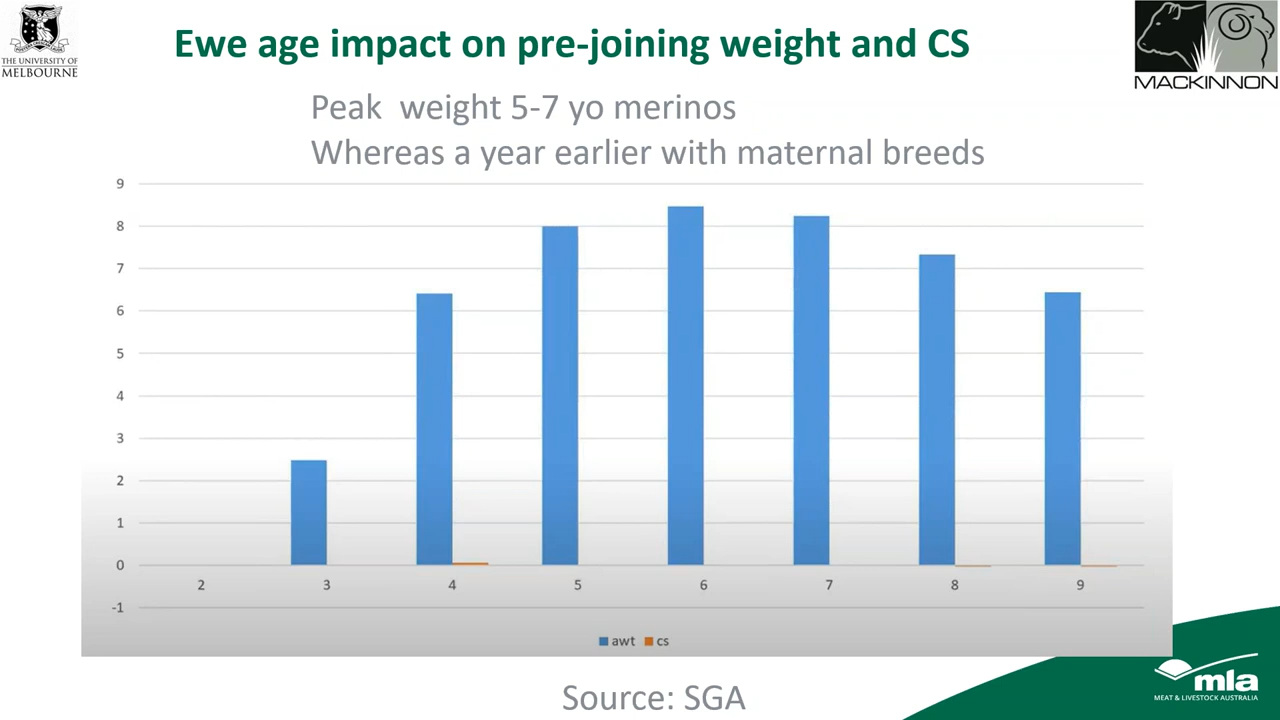 THE UNIVERSITY OF
MELBOURNE
Ewe age impact on pre-joining weight and CS
MACKINNON
Peak weight 5-7 yo merinos
Whereas a year earlier with maternal breeds
9
8
7
6
5
4
3
2
1
0
-1
2 3 4 5 6 7 8 9
awt cs
Source: SGA
mla
MEAT & LIVESTOCK AUSTRALIA